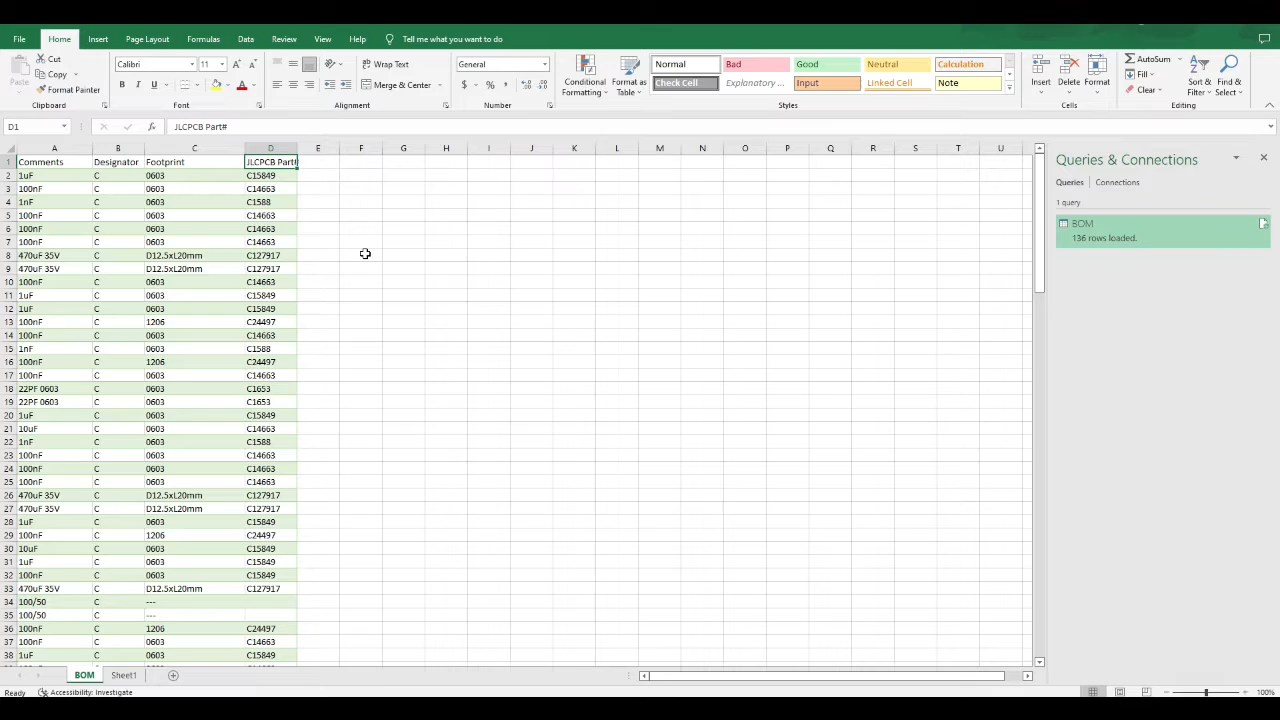 File Home Insert Page Layout Formulas Data Review View Help Tell me what you want to do
Paste Cut Copy Format Painter Clipboard
Calibri 11 A A B I U A Font
ab Wrap Text Merge & Center Alignment
General $ % , Number
Conditional Formatting Format as Table
Normal Bad Good Neutral Calculation
Check Cell Explanatory ... Input Linked Cell Note
Styles
Insert Delete Format Cells
AutoSum Fill Clear Sort & Filter Find & Select Editing
D1 fx JLCPCB Part#
A B C D E F G H I J K L M N O P Q R S T U
1 Comments Designator Footprint JLCPCB Part#
2 1uF C 0603 C15849
3 100nF C 0603 C14663
4 1nF C 0603 C1588
5 100nF C 0603 C14663
6 100nF C 0603 C14663
7 100nF C 0603 C14663
8 470uF 35V C D12.5xL20mm C127917
9 470uF 35V C D12.5xL20mm C127917
10 100nF C 0603 C14663
11 1uF C 0603 C15849
12 1uF C 0603 C15849
13 100nF C 1206 C24497
14 100nF C 0603 C14663
15 1nF C 0603 C1588
16 100nF C 1206 C24497
17 100nF C 0603 C14663
18 22PF 0603 C 0603 C1653
19 22PF 0603 C 0603 C1653
20 1uF C 0603 C15849
21 10uF C 0603 C14663
22 1nF C 0603 C1588
23 100nF C 0603 C14663
24 100nF C 0603 C14663
25 100nF C 0603 C14663
26 470uF 35V C D12.5xL20mm C127917
27 470uF 35V C D12.5xL20mm C127917
28 1uF C 0603 C15849
29 100nF C 1206 C24497
30 10uF C 0603 C15849
31 1uF C 0603 C15849
32 100nF C 0603 C15849
33 470uF 35V C D12.5xL20mm C127917
34 100/50 C ---
35 100/50 C ---
36 100nF C 1206 C24497
37 100nF C 0603 C14663
38 1uF C 0603 C15849
Queries & Connections
Queries Connections
1 query
BOM
136 rows loaded.
BOM Sheet1
Ready Accessibility: Investigate 100%